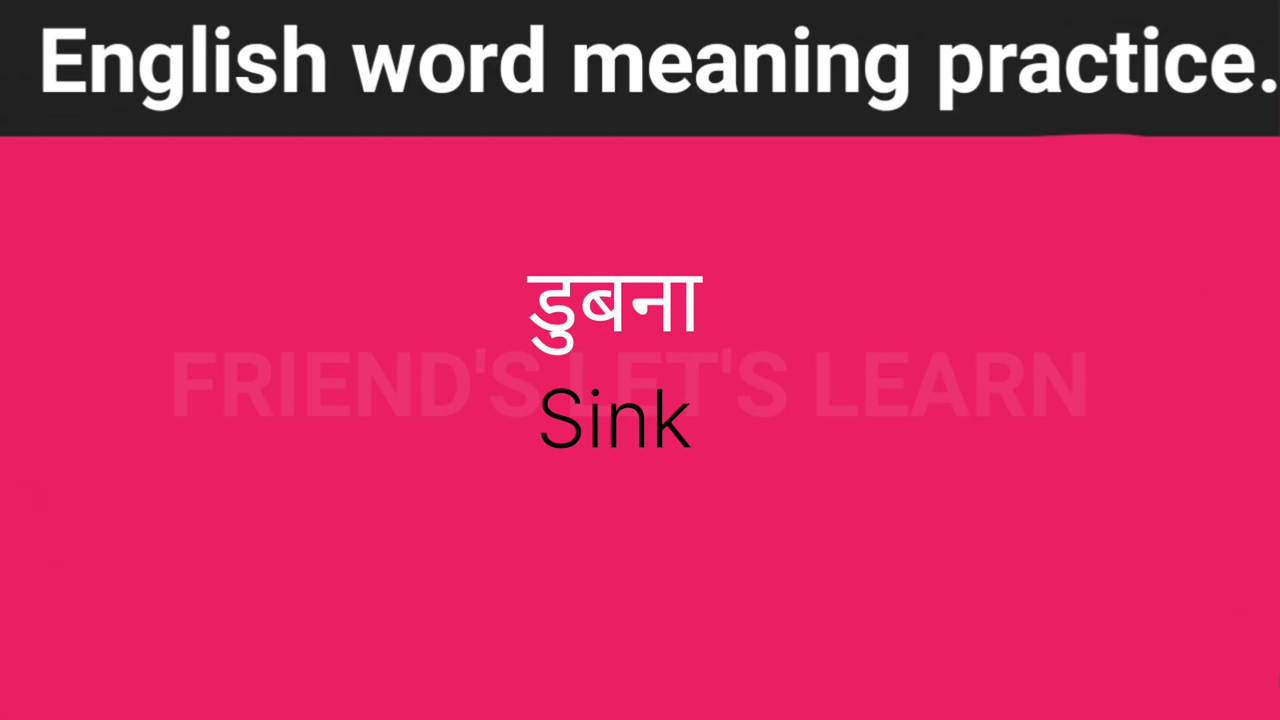 English word meaning practice.
डुबना
FRIEND'S LET'S LEARN
Sink